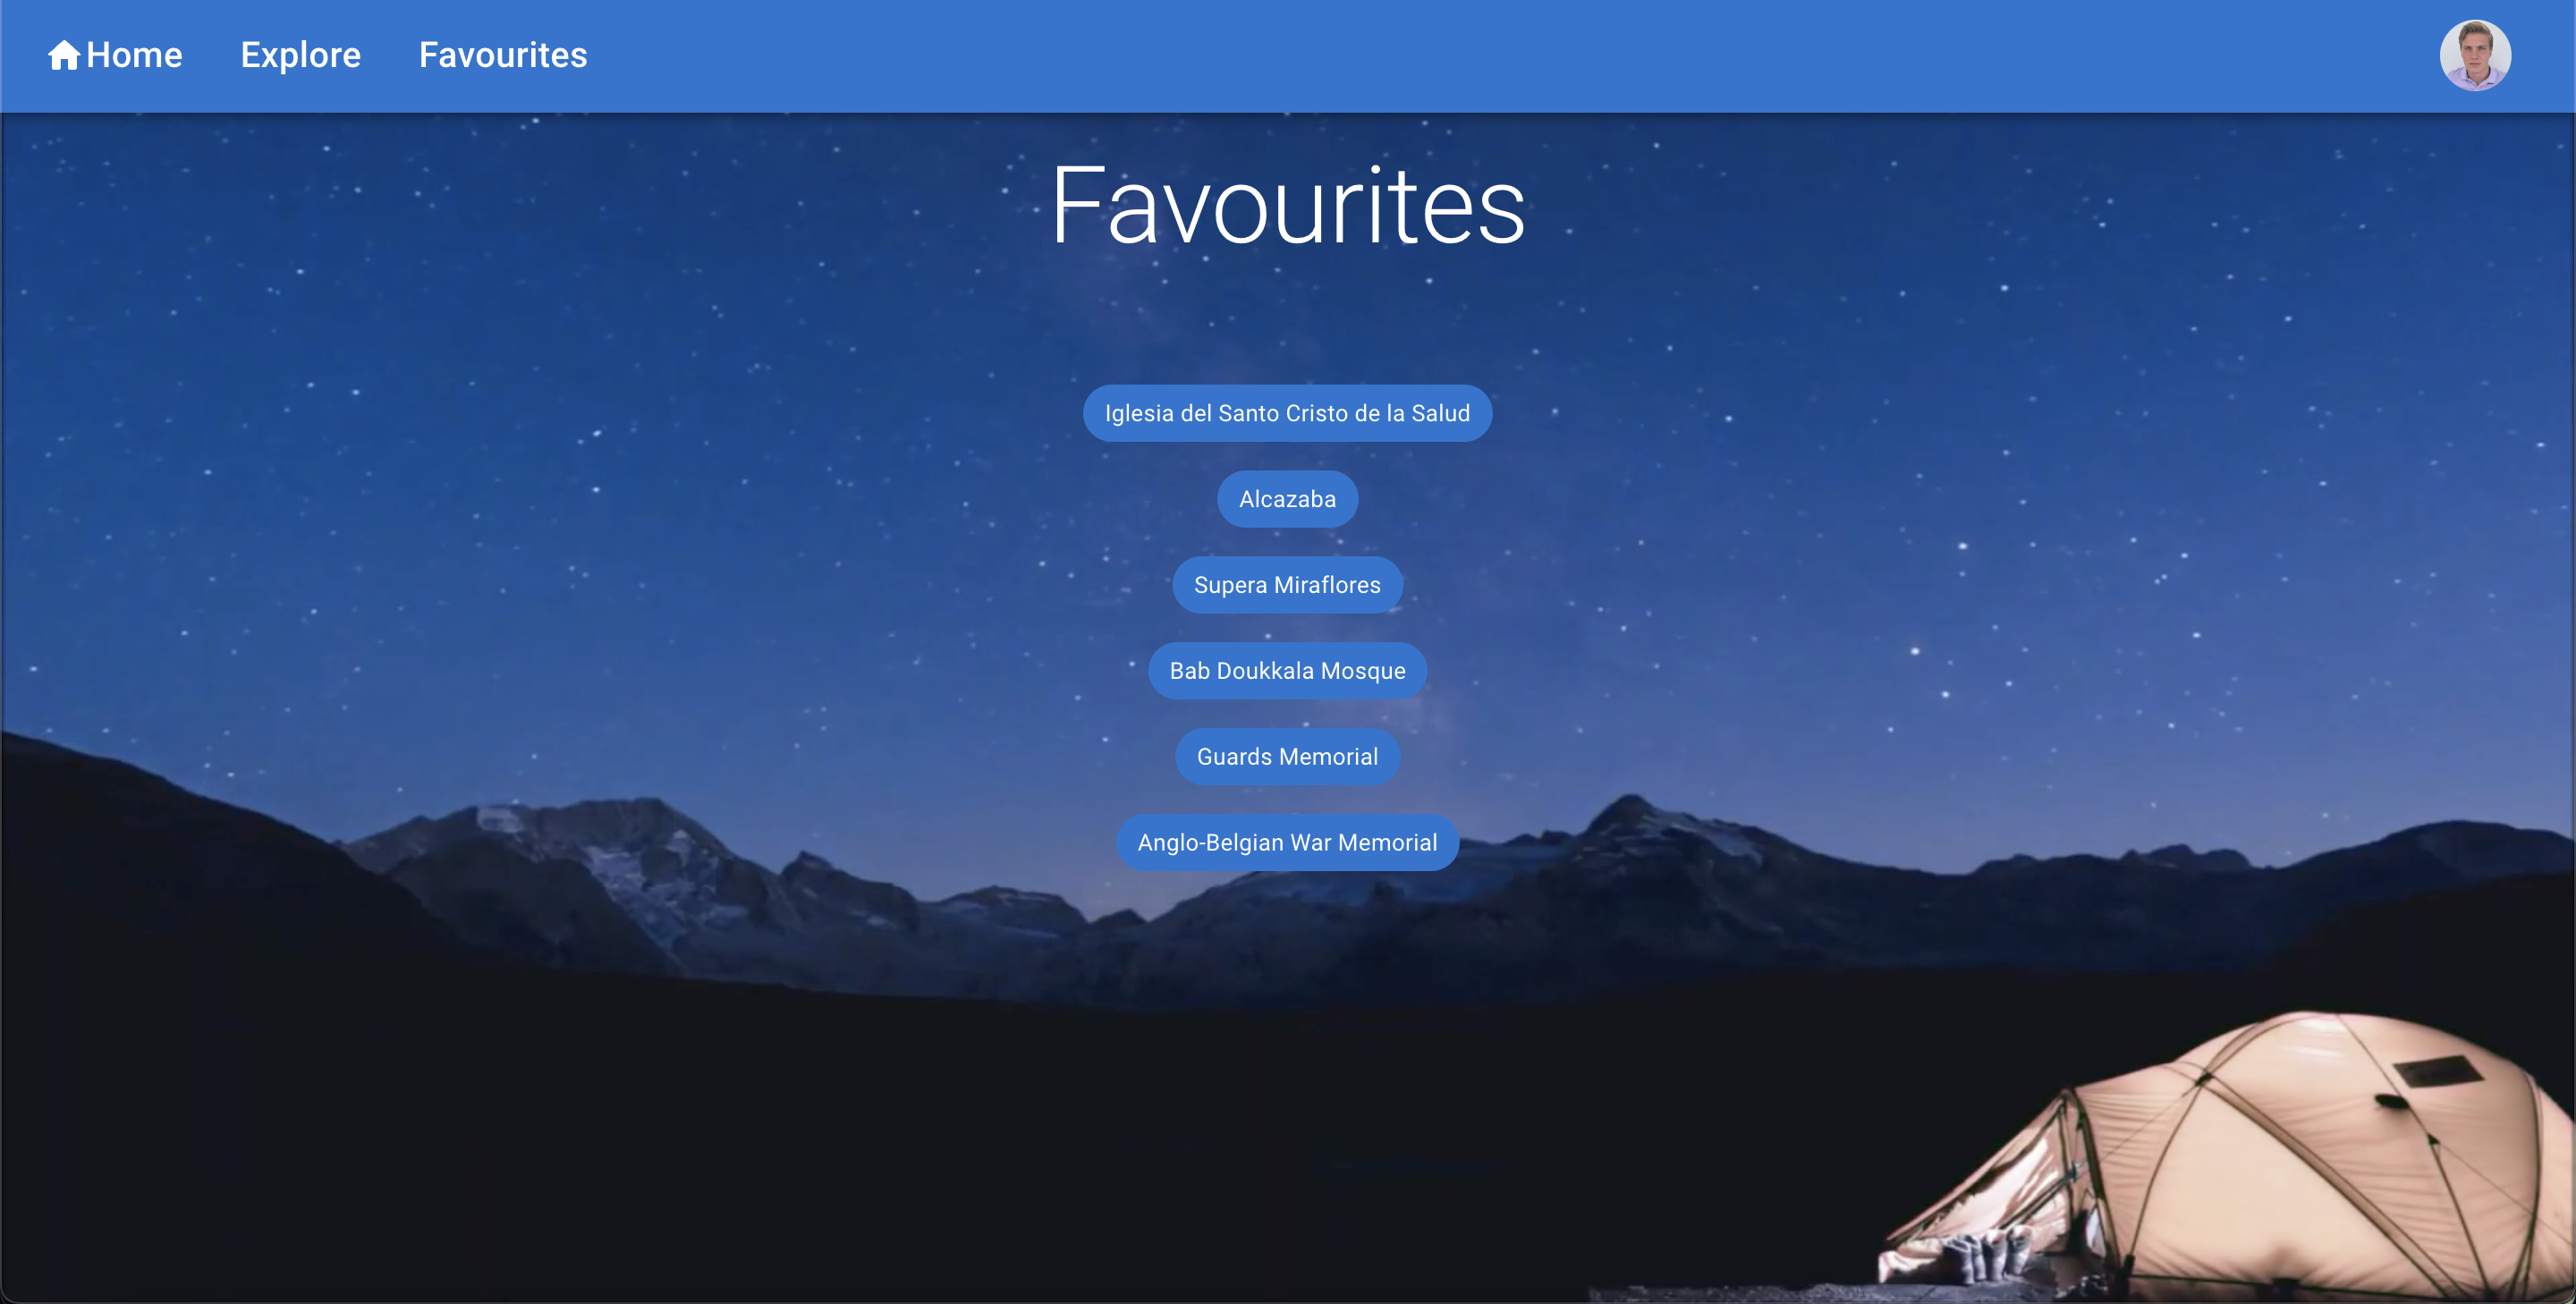 Home Explore Favourites
Favourites
Iglesia del Santo Cristo de la Salud
Alcazaba
Supera Miraflores
Bab Doukkala Mosque
Guards Memorial
Anglo-Belgian War Memorial